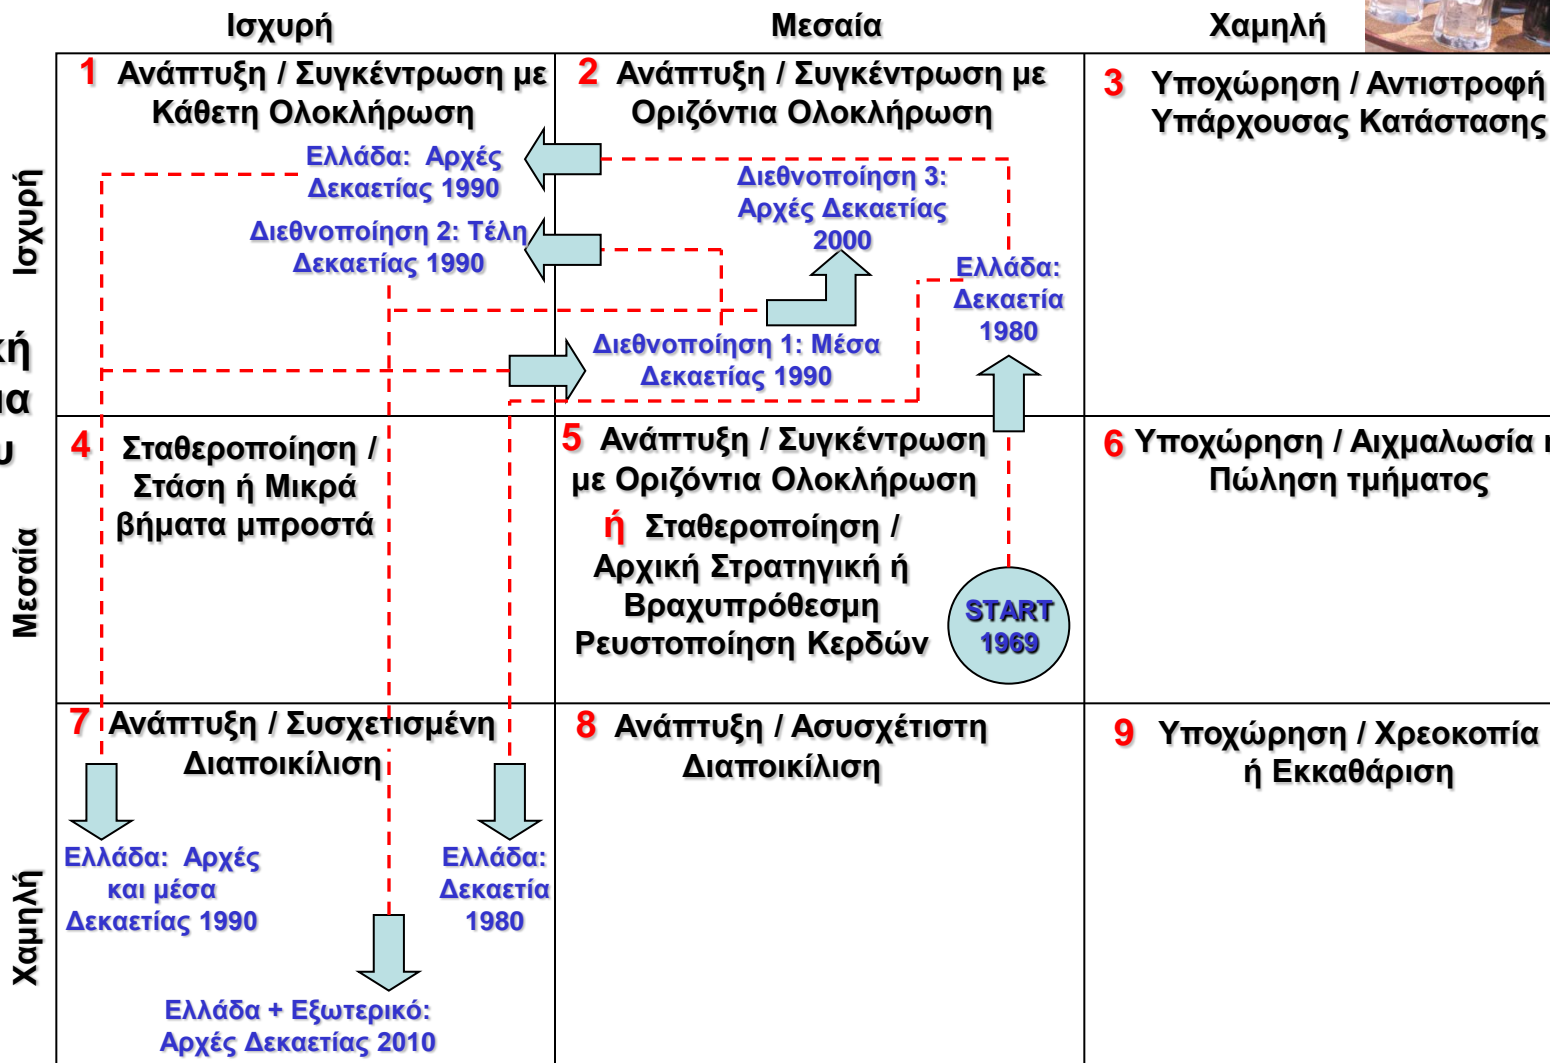 Ισχυρή
Μεσαία
Χαμηλή
Ισχυρή
Μεσαία
Χαμηλή
1 Ανάπτυξη / Συγκέντρωση με
Κάθετη Ολοκλήρωση
Ελλάδα: Αρχές
Δεκαετίας 1990
Διεθνοποίηση 2: Τέλη
Δεκαετίας 1990
2 Ανάπτυξη / Συγκέντρωση με
Οριζόντια Ολοκλήρωση
Διεθνοποίηση 3:
Αρχές Δεκαετίας
2000
Ελλάδα:
Δεκαετία
1980
Διεθνοποίηση 1: Μέσα
Δεκαετίας 1990
3 Υποχώρηση / Αντιστροφή
Υπάρχουσας Κατάστασης
4 Σταθεροποίηση /
Στάση ή Μικρά
βήματα μπροστά
5 Ανάπτυξη / Συγκέντρωση
με Οριζόντια Ολοκλήρωση
ή Σταθεροποίηση /
Αρχική Στρατηγική ή
Βραχυπρόθεσμη
Ρευστοποίηση Κερδών
START
1969
6 Υποχώρηση / Αιχμαλωσία
Πώληση τμήματος
7 Ανάπτυξη / Συσχετισμένη
Διαποικίλιση
Ελλάδα: Αρχές
και μέσα
Δεκαετίας 1990
Ελλάδα:
Δεκαετία
1980
Ελλάδα + Εξωτερικό:
Αρχές Δεκαετίας 2010
8 Ανάπτυξη / Ασυσχέτιστη
Διαποικίλιση
9 Υποχώρηση / Χρεοκοπία
ή Εκκαθάριση